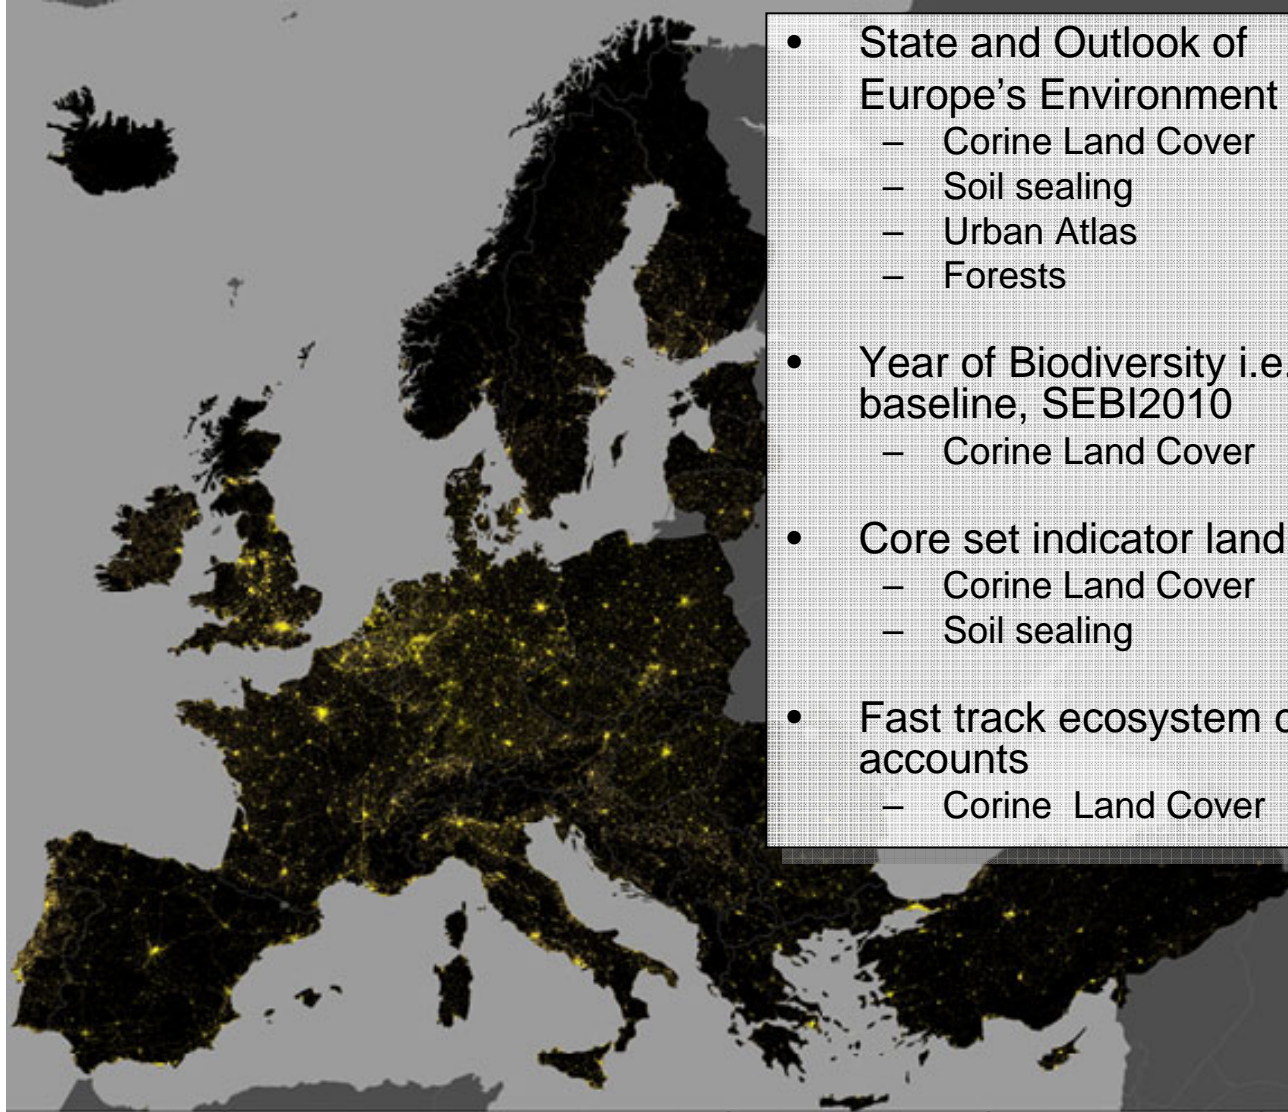 • State and Outlook of
Europe’s Environment
– Corine Land Cover
– Soil sealing
– Urban Atlas
– Forests
• Year of Biodiversity i.e.
baseline, SEBI2010
– Corine Land Cover
• Core set indicator land
– Corine Land Cover
– Soil sealing
• Fast track ecosystem
accounts
– Corine  Land Cover